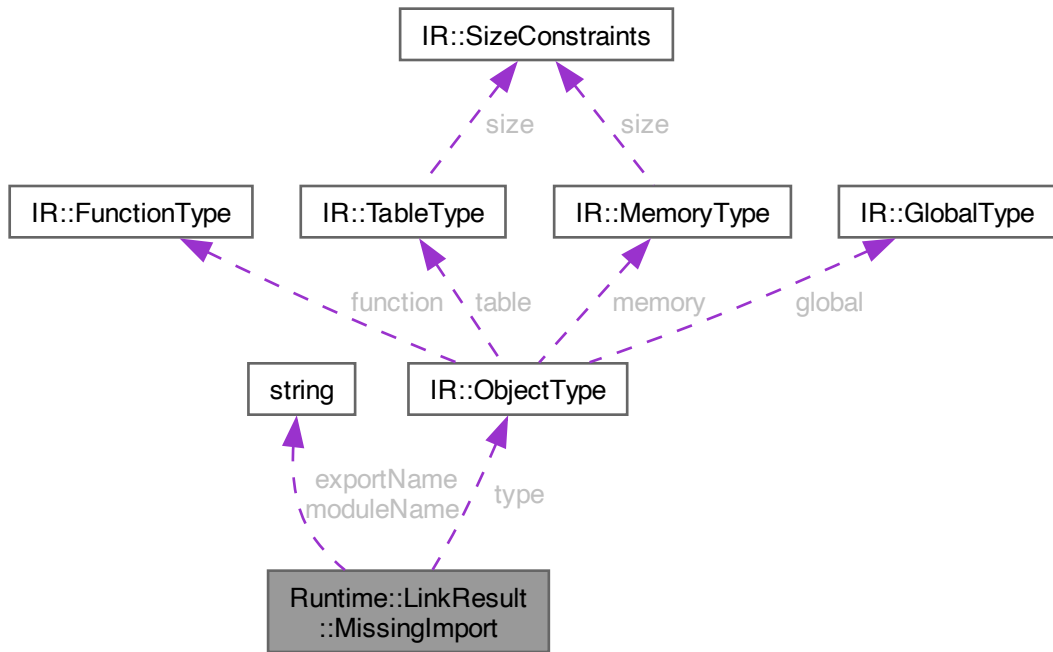 IR::SizeConstraints
size
size
IR::FunctionType
IR::TableType
IR::MemoryType
IR::GlobalType
function
table
memory
global
string
IR::ObjectType
exportName
moduleName
type
Runtime::LinkResult
::MissingImport